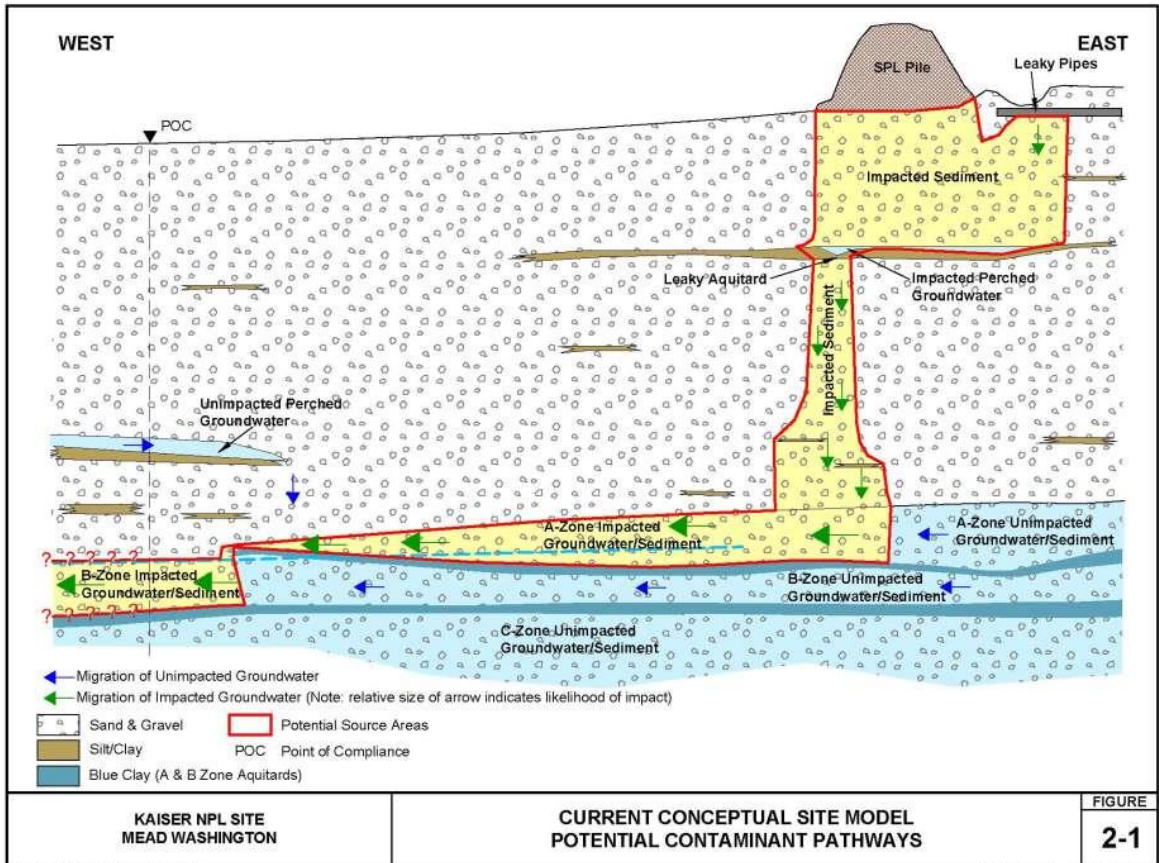 WEST
EAST
SPL Pile
Leaky Pipes
POC
Impacted Sediment
Leaky Aquitard
Impacted Perched
Groundwater
Impacted Sediment
Unimpacted Perched
Groundwater
A-Zone Impacted
Groundwater/Sediment
A-Zone Unimpacted
Groundwater/Sediment
? ? ? ? ?
B-Zone Impacted
Groundwater/Sediment
? ? ? ? ?
B-Zone Unimpacted
Groundwater/Sediment
C-Zone Unimpacted
Groundwater/Sediment
Migration of Unimpacted Groundwater
Migration of Impacted Groundwater (Note: relative size of arrow indicates likelihood of impact)
Sand & Gravel
Potential Source Areas
Silt/Clay
POC Point of Compliance
Blue Clay (A & B Zone Aquitards)
KAISER NPL SITE
MEAD WASHINGTON
CURRENT CONCEPTUAL SITE MODEL
POTENTIAL CONTAMINANT PATHWAYS
FIGURE
2-1